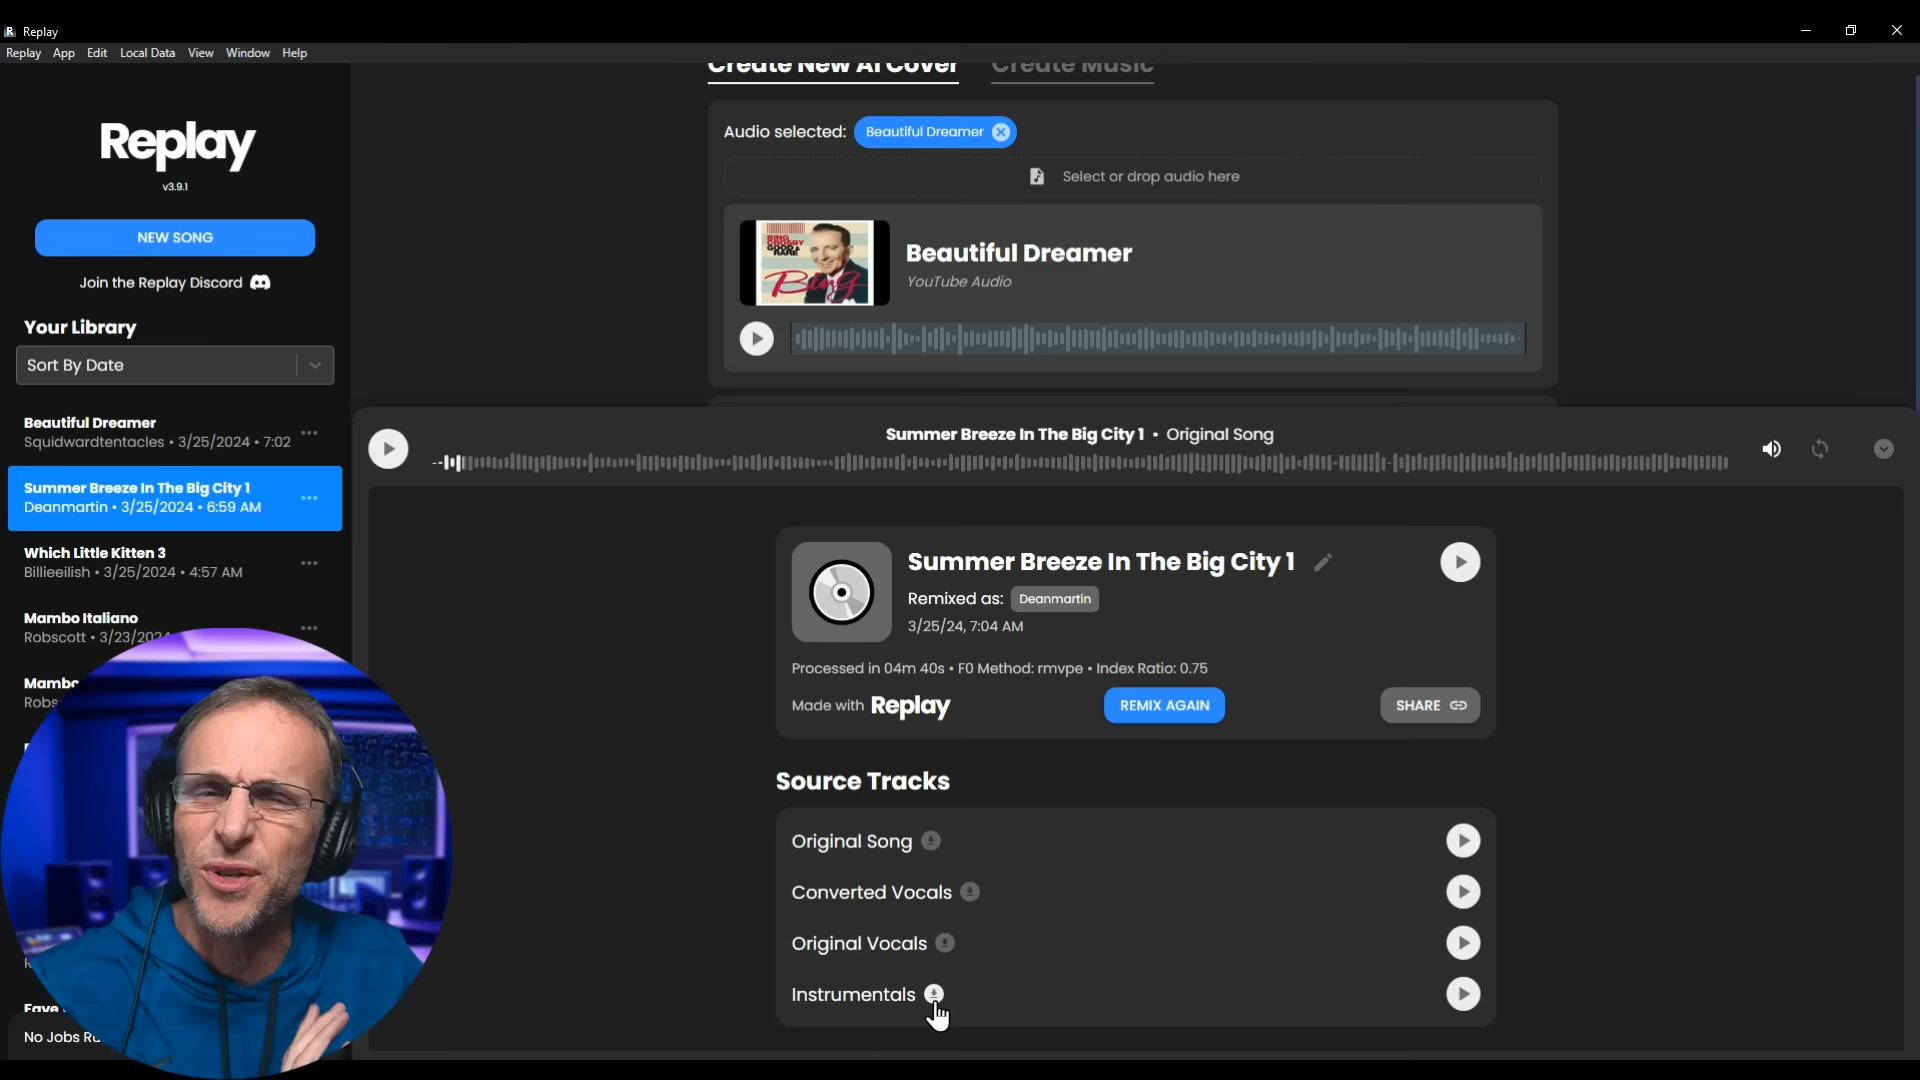 Replay
Replay App Edit Local Data View Window Help
Create New AI Cover Create Music
Replay
v3.9.1
NEW SONG
Join the Replay Discord
Your Library
Sort By Date
Beautiful Dreamer
Squidwardtentacles • 3/25/2024 • 7:02
Summer Breeze In The Big City 1
Deanmartin • 3/25/2024 • 6:59 AM
Which Little Kitten 3
Billieeilish • 3/25/2024 • 4:57 AM
Mambo Italiano
Robscott • 3/23/202
Mambo
Robs
No Jobs Ru
Audio selected: Beautiful Dreamer
Select or drop audio here
BING CROSBY
GOOD & RARE
Bing
Beautiful Dreamer
YouTube Audio
Summer Breeze In The Big City 1 • Original Song
Summer Breeze In The Big City 1
Remixed as: Deanmartin
3/25/24, 7:04 AM
Processed in 04m 40s • F0 Method: rmvpe • Index Ratio: 0.75
Made with Replay
REMIX AGAIN
SHARE
Source Tracks
Original Song
Converted Vocals
Original Vocals
Instrumentals